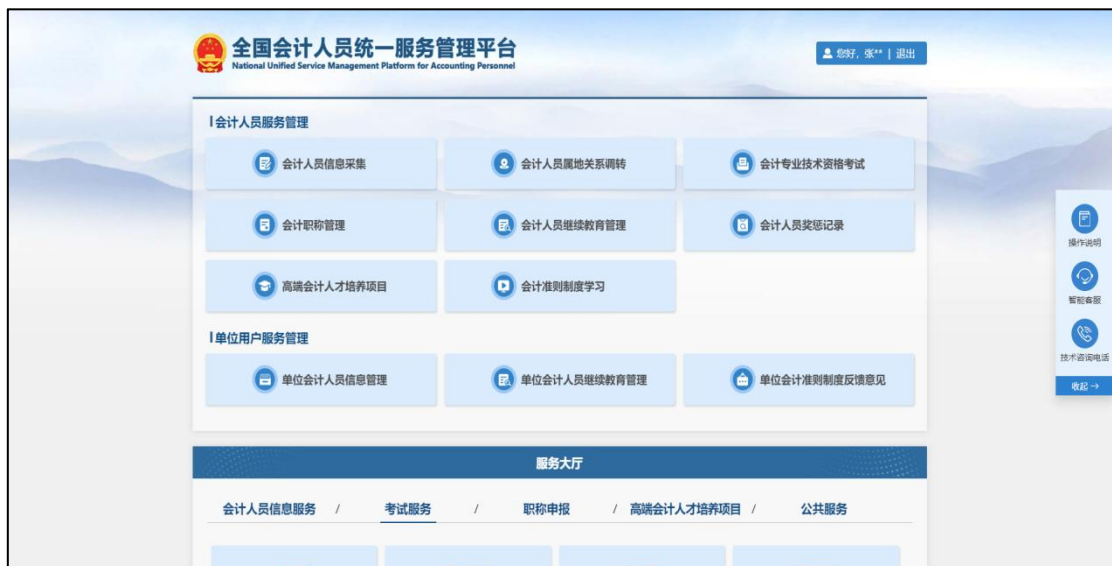 全国会计人员统一服务管理平台
National Unified Service Management Platform for Accounting Personnel
您好，张** | 退出
会计人员服务管理
会计人员信息采集
会计人员属地关系调转
会计专业技术资格考试
会计职称管理
会计人员继续教育管理
会计人员奖惩记录
高端会计人才培养项目
会计准则制度学习
单位用户服务管理
单位会计人员信息管理
单位会计人员继续教育管理
单位会计准则制度反馈意见
操作说明
智能客服
技术咨询电话
收起→
服务大厅
会计人员信息服务 / 考试服务 / 职称申报 / 高端会计人才培养项目 / 公共服务